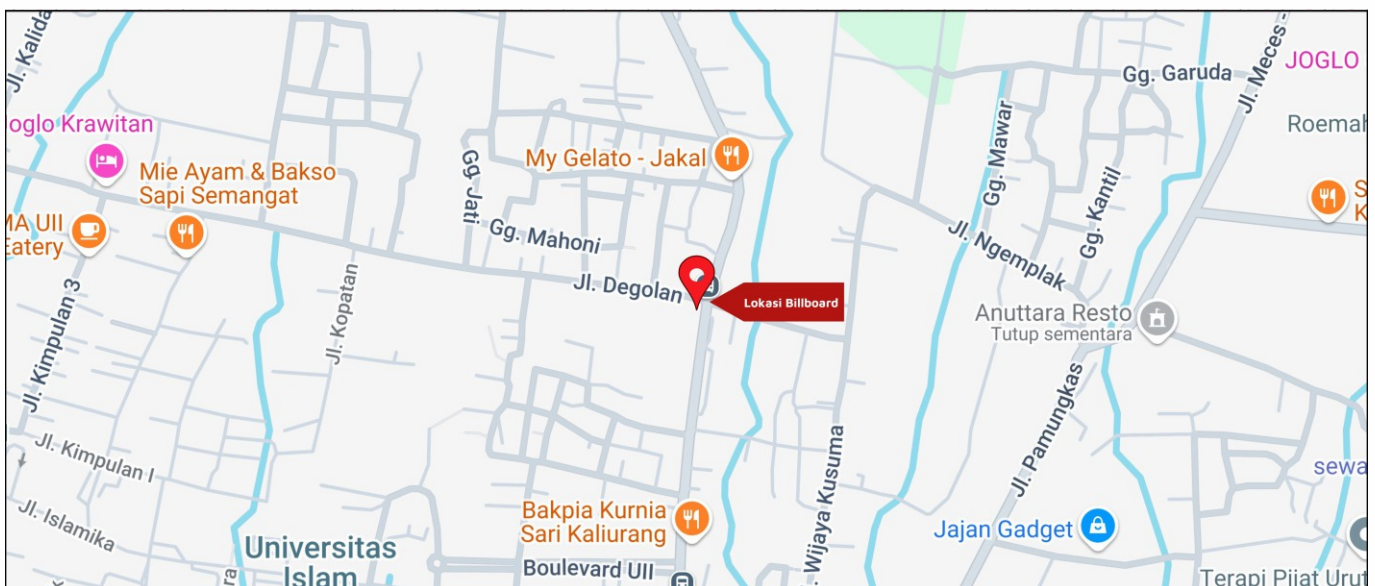 Jl. Kalida
JOGLO
Gg. Garuda
Jl. Meces -
oglo Krawitan
Roemah
Gg. Mawar
My Gelato - Jakal
Mie Ayam & Bakso
Sapi Semangat
Gg. Jati
Gg. Kantil
S
K
MA UII
Eatery
Gg. Mahoni
Jl. Ngemplak
Jl. Kopatan
Jl. Degolan
Lokasi Billboard
Jl. Kimpulan 3
Anuttara Resto
Tutup sementara
Jl. Pamungkas
Jl. Kimpulan I
Wijaya Kusuma
sewa
Jl. Islamika
Bakpia Kurnia
Sari Kaliurang
Jajan Gadget
Universitas
Islam
Boulevard UII
ra
Terapi Pijat Urut